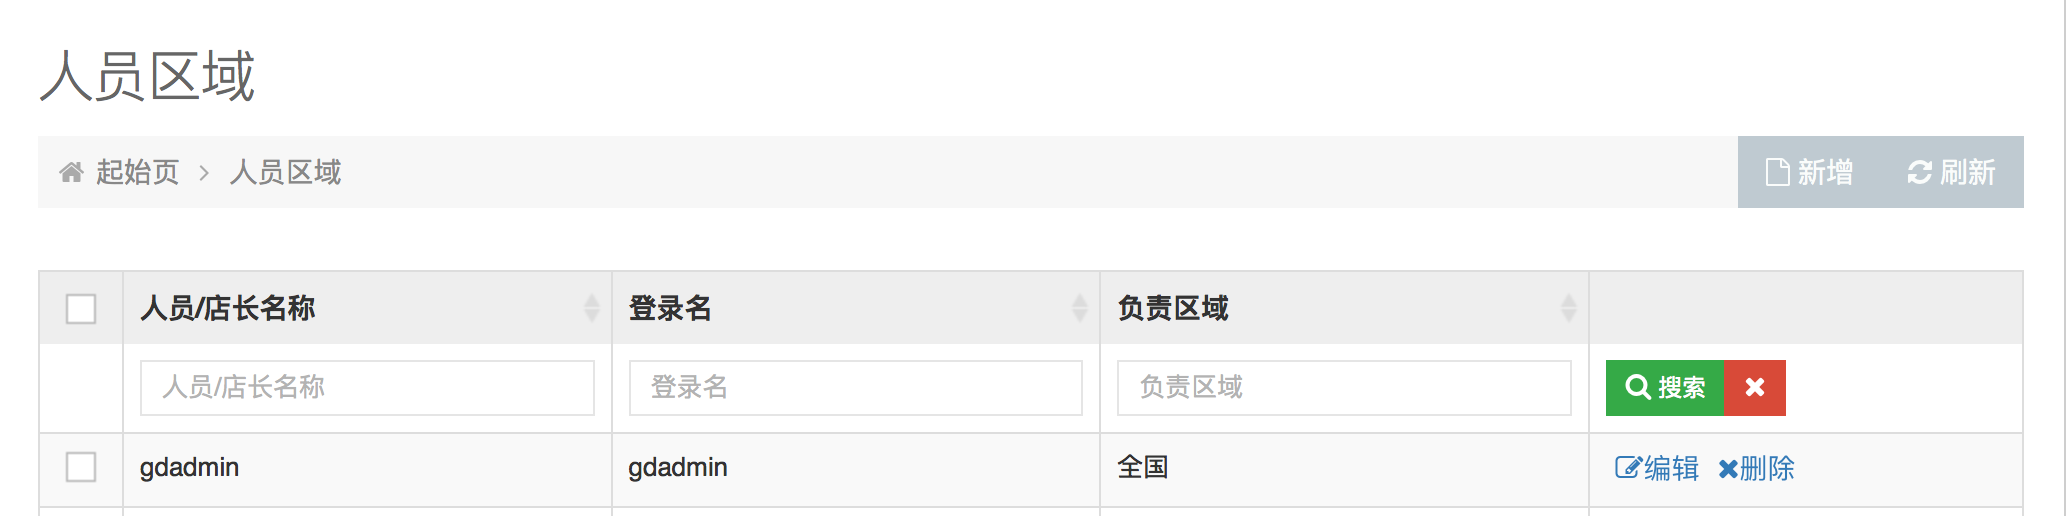 人员区域
起始页 人员区域 新增 刷新
人员/店长名称 登录名 负责区域
人员/店长名称 登录名 负责区域 搜索
gdadmin gdadmin 全国 编辑 删除